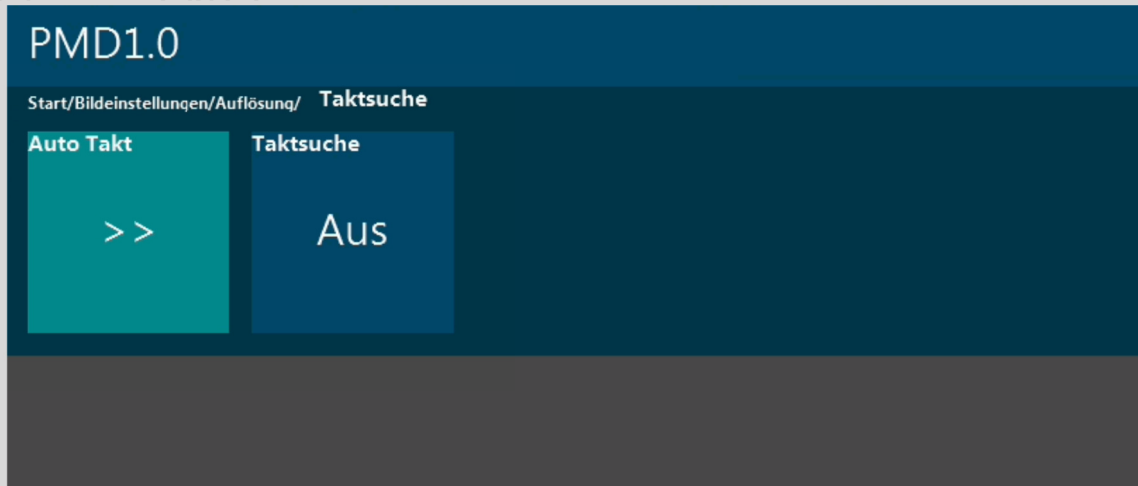 PMD1.0
Start/Bildeinstellungen/Auflösung/ Taktsuche
Auto Takt
>>
Taktsuche
Aus